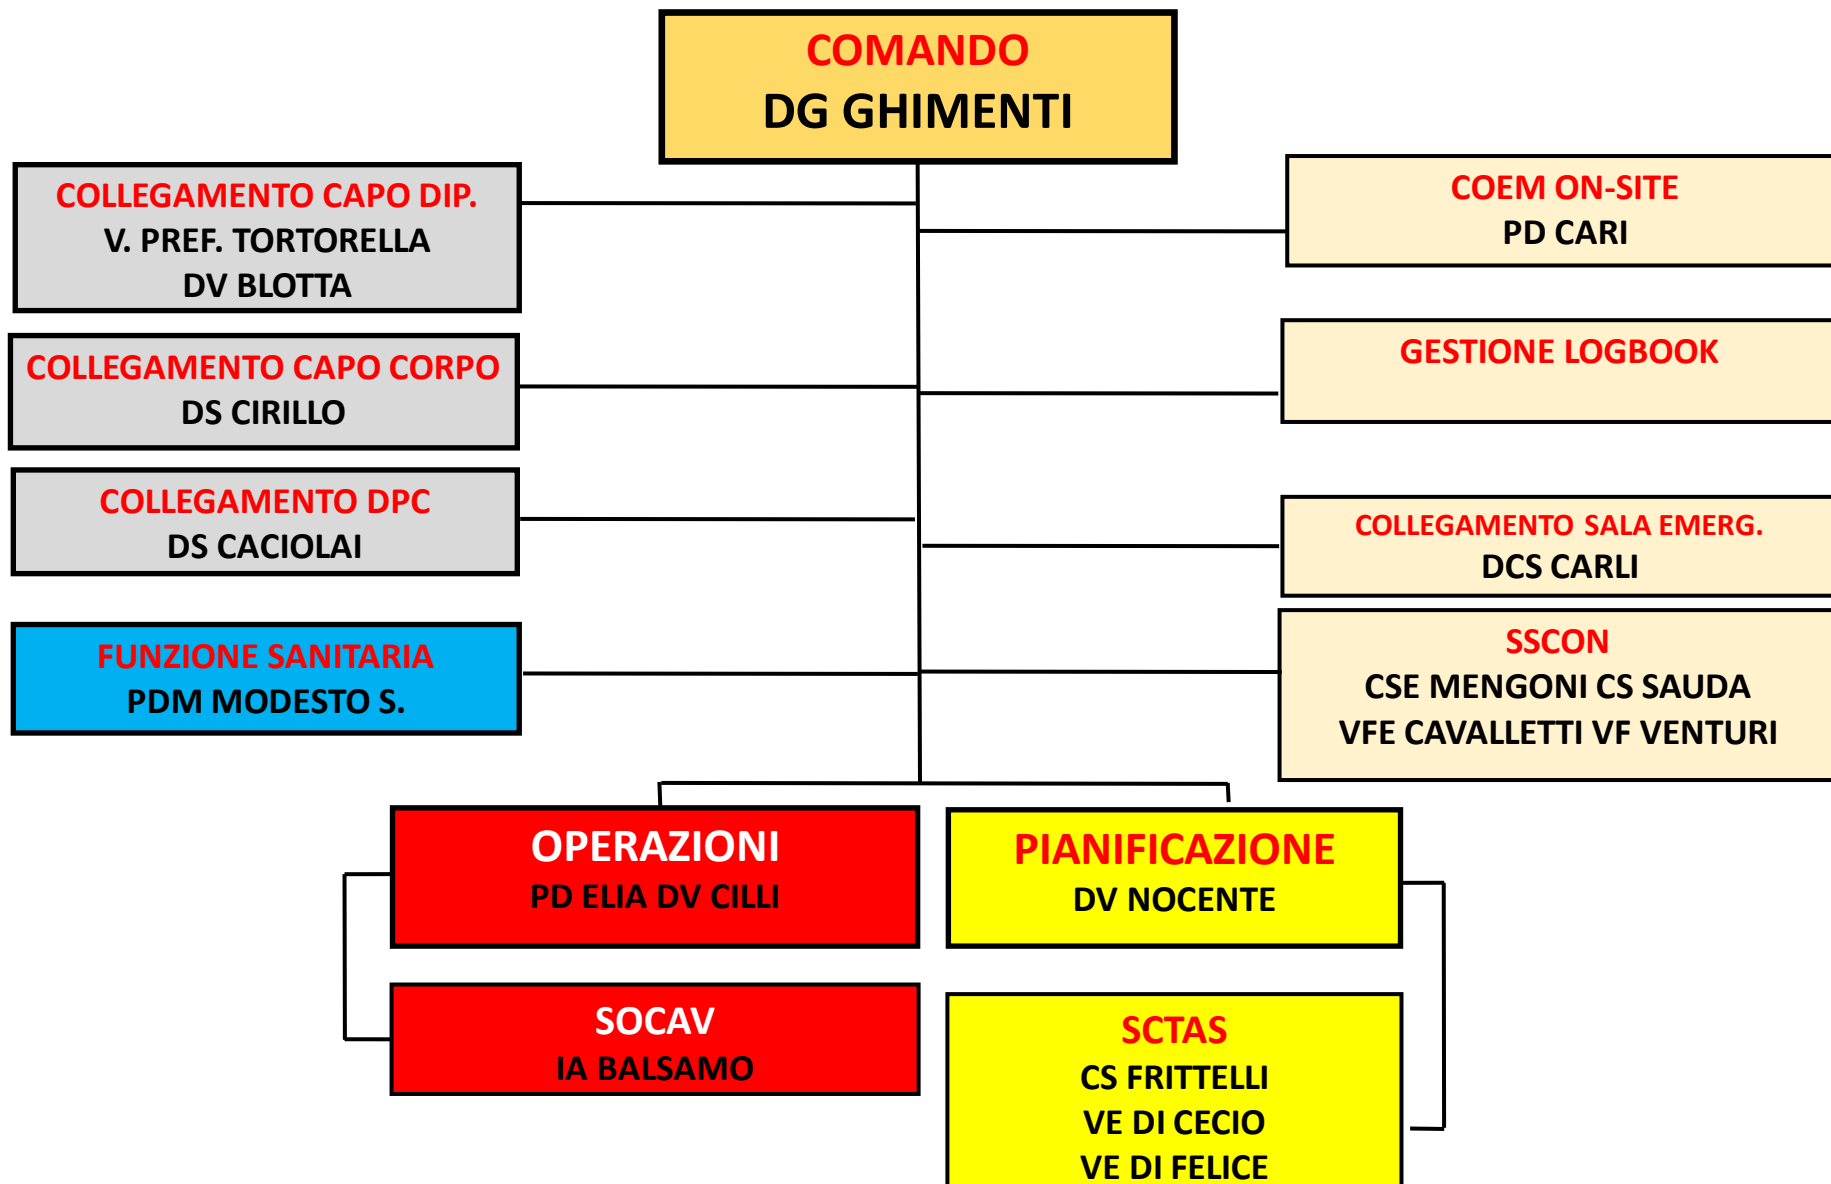 COMANDO
DG GHIMENTI
COLLEGAMENTO CAPO DIP.
V. PREF. TORTORELLA
DV BLOTTA
COEM ON-SITE
PD CARI
COLLEGAMENTO CAPO CORPO
DS CIRILLO
GESTIONE LOGBOOK
COLLEGAMENTO DPC
DS CACIOLAI
COLLEGAMENTO SALA EMERG.
DCS CARLI
FUNZIONE SANITARIA
PDM MODESTO S.
SSCON
CSE MENGONI CS SAUDA
VFE CAVALLETTI VF VENTURI
OPERAZIONI
PD ELIA DV CILLI
PIANIFICAZIONE
DV NOCENTE
SOCAV
IA BALSAMO
SCTAS
CS FRITTELLI
VE DI CECIO
VE DI FELICE